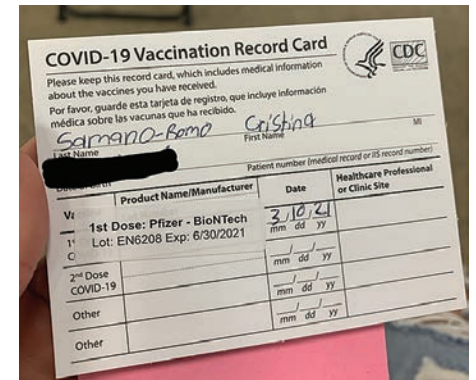 COVID-19 Vaccination Record Card
CDC
Please keep this record card, which includes medical information
about the vaccines you have received.
Por favor, guarde esta tarjeta de registro, que incluye información
médica sobre las vacunas que ha recibido.
Samano-Romo Cristina
Last Name First Name MI
Patient number (medical record or IIS record number)
Product Name/Manufacturer Date Healthcare Professional
or Clinic Site
1st Dose: Pfizer - BioNTech 3/10/21
Lot: EN6208 Exp: 6/30/2021 mm dd yy
2nd Dose
COVID-19 mm dd yy
Other mm dd yy
Other mm dd yy